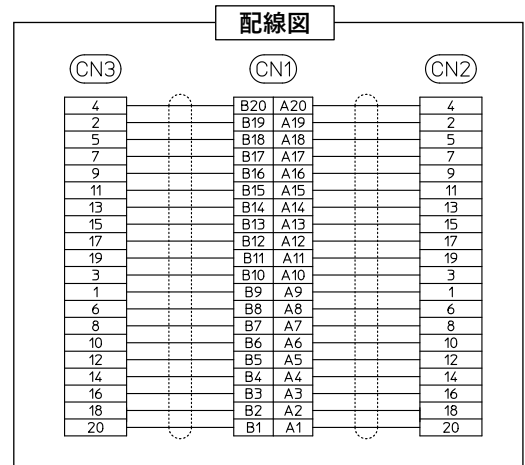 配線図
CN3 CN1 CN2
4 B20 A20 4
2 B19 A19 2
5 B18 A18 5
7 B17 A17 7
9 B16 A16 9
11 B15 A15 11
13 B14 A14 13
15 B13 A13 15
17 B12 A12 17
19 B11 A11 19
3 B10 A10 3
1 B9 A9 1
6 B8 A8 6
8 B7 A7 8
10 B6 A6 10
12 B5 A5 12
14 B4 A4 14
16 B3 A3 16
18 B2 A2 18
20 B1 A1 20